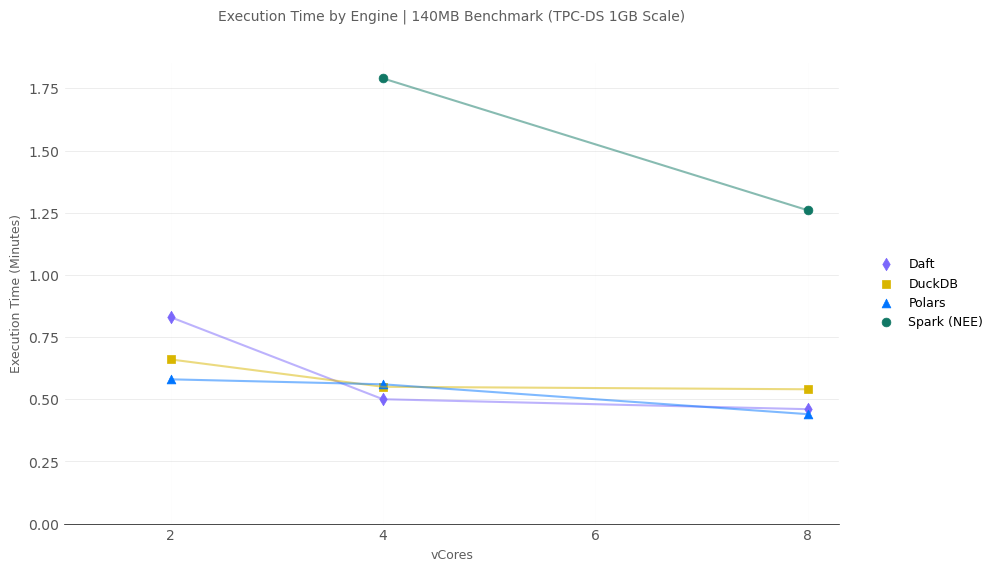 Execution Time by Engine | 140MB Benchmark (TPC-DS 1GB Scale)
Execution Time (Minutes)
1.75
1.50
1.25
1.00
0.75
0.50
0.25
0.00
2
4
6
8
vCores
Daft
DuckDB
Polars
Spark (NEE)